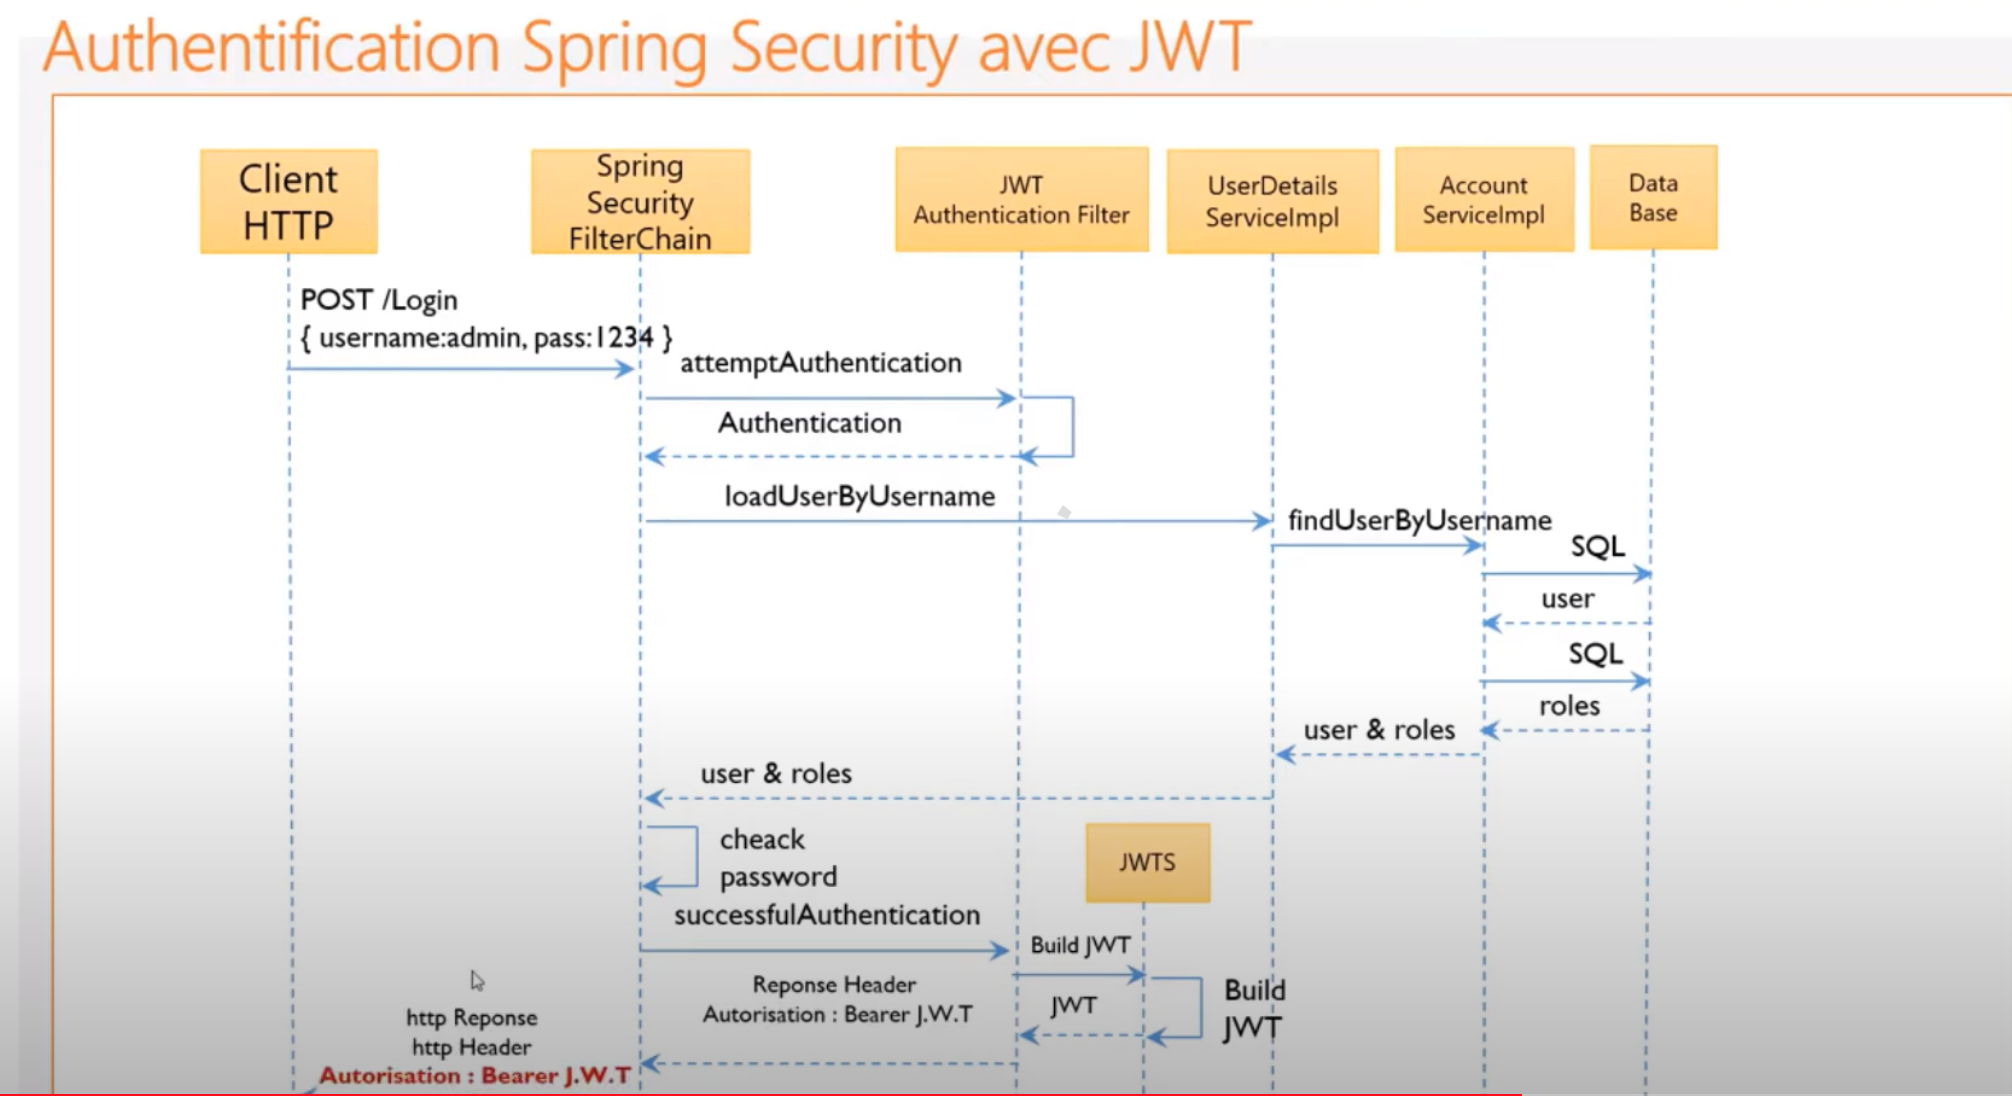 Authentification Spring Security avec JWT
Client
HTTP
Spring
Security
FilterChain
JWT
Authentication Filter
UserDetails
ServiceImpl
Account
ServiceImpl
Data
Base
POST /Login
{ username:admin, pass:1234 }
attemptAuthentication
Authentication
loadUserByUsername
findUserByUsername
SQL
user
SQL
roles
user & roles
user & roles
cheack
password
JWTS
successfulAuthentication
Build JWT
Build
JWT
JWT
Reponse Header
Autorisation : Bearer J.W.T
http Reponse
http Header
Autorisation : Bearer J.W.T